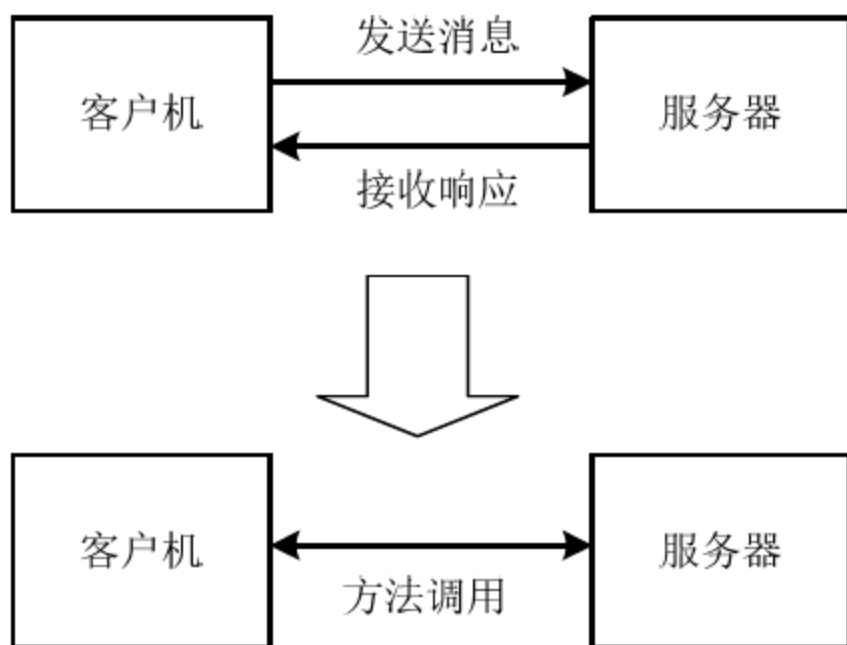 发送消息
客户机
服务器
接收响应
客户机
服务器
方法调用